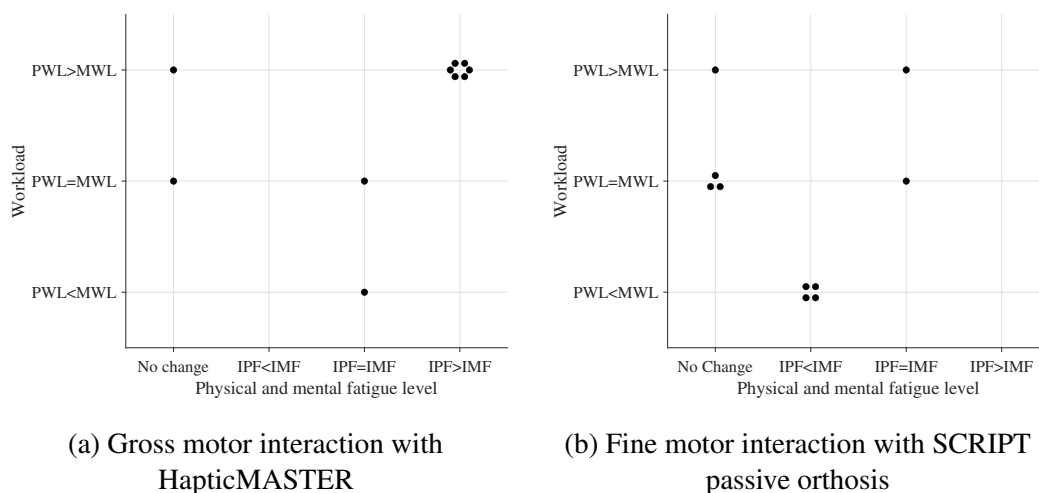 PWL>MWL
PWL=MWL
PWL<MWL
Workload
No change IPF<IMF IPF=IMF IPF>IMF
Physical and mental fatigue level
(a) Gross motor interaction with
HapticMASTER
PWL>MWL
PWL=MWL
PWL<MWL
Workload
No Change IPF<IMF IPF=IMF IPF>IMF
Physical and mental fatigue level
(b) Fine motor interaction with SCRIPT
passive orthosis